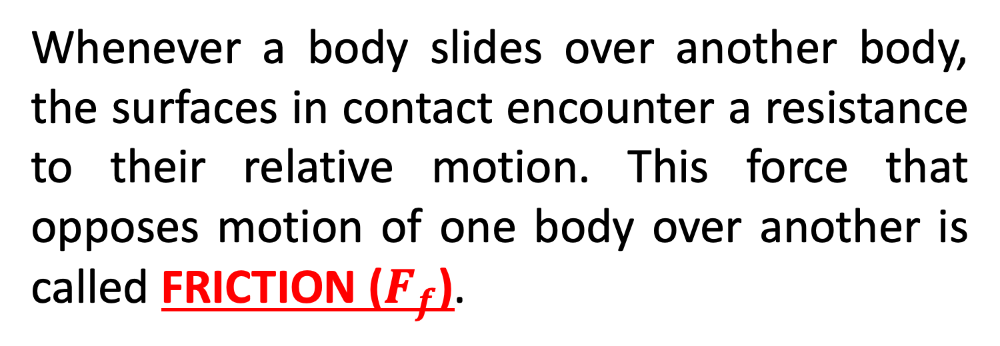 Whenever a body slides over another body,
the surfaces in contact encounter a resistance
to their relative motion. This force that
opposes motion of one body over another is
called FRICTION (F_f).